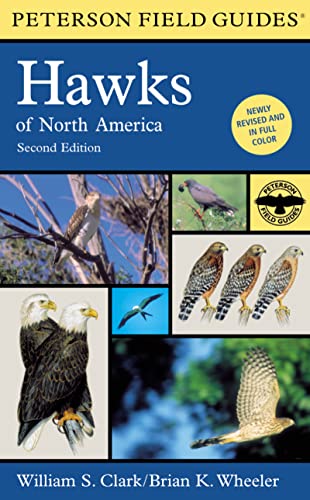 PETERSON FIELD GUIDES®
Hawks
of North America
Second Edition
NEWLY
REVISED AND
IN FULL
COLOR
PETERSON
FIELD GUIDES
William S. Clark/Brian K. Wheeler